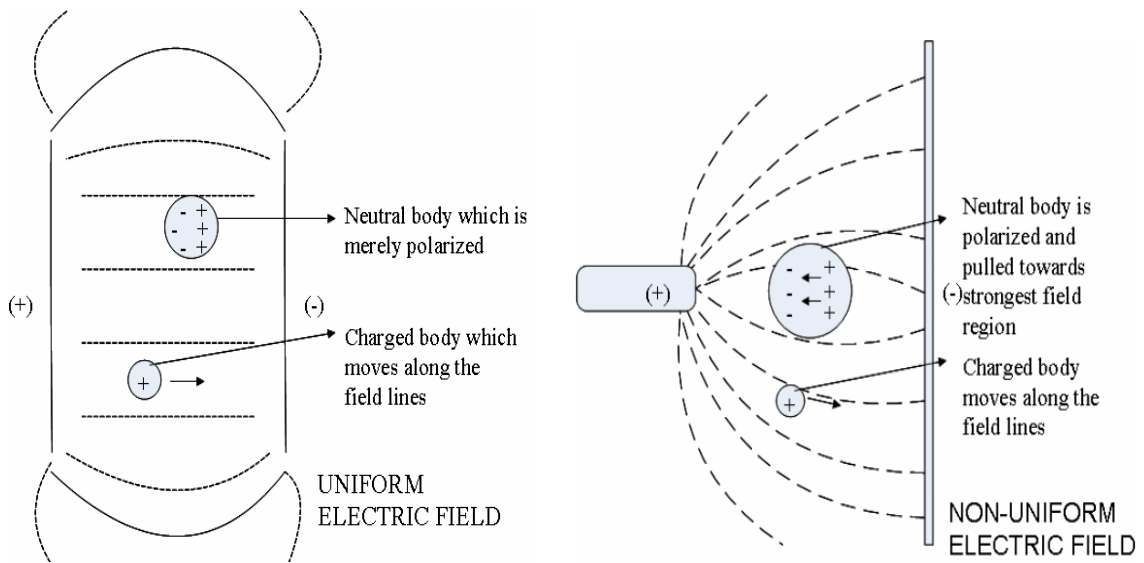 - +
- +
- +
Neutral body which is
merely polarized
(+)
(-)
Charged body which
moves along the
field lines
+
UNIFORM
ELECTRIC FIELD
Neutral body is
polarized and
pulled towards
(-) strongest field
region
(+)
- +
- +
- +
Charged body
moves along the
field lines
+
NON-UNIFORM
ELECTRIC FIELD